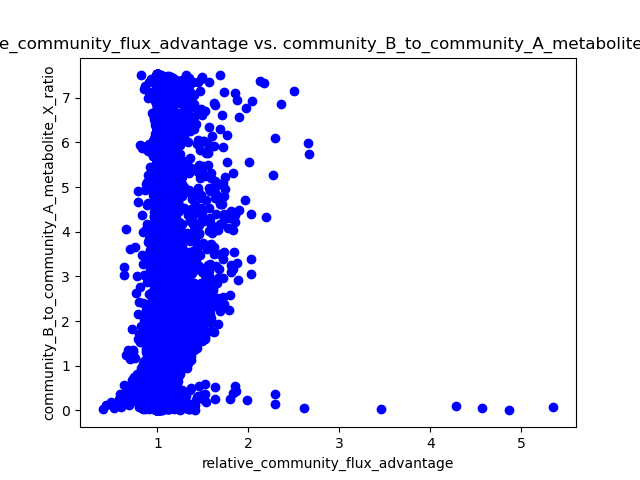 e_community_flux_advantage vs. community_B_to_community_A_metabolite
community_B_to_community_A_metabolite_X_ratio
7
6
5
4
3
2
1
0
1 2 3 4 5
relative_community_flux_advantage